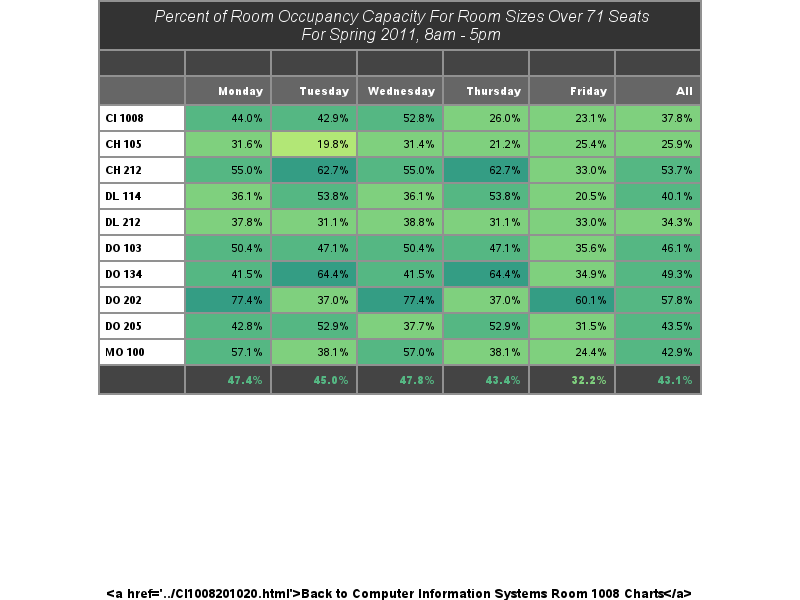 Percent of Room Occupancy Capacity For Room Sizes Over 71 Seats
For Spring 2011, 8am - 5pm
Monday Tuesday Wednesday Thursday Friday All
CI 1008 44.0% 42.9% 52.8% 26.0% 23.1% 37.8%
CH 105 31.6% 19.8% 31.4% 21.2% 25.4% 25.9%
CH 212 55.0% 62.7% 55.0% 62.7% 33.0% 53.7%
DL 114 36.1% 53.8% 36.1% 53.8% 20.5% 40.1%
DL 212 37.8% 31.1% 38.8% 31.1% 33.0% 34.3%
DO 103 50.4% 47.1% 50.4% 47.1% 35.6% 46.1%
DO 134 41.5% 64.4% 41.5% 64.4% 34.9% 49.3%
DO 202 77.4% 37.0% 77.4% 37.0% 60.1% 57.8%
DO 205 42.8% 52.9% 37.7% 52.9% 31.5% 43.5%
MO 100 57.1% 38.1% 57.0% 38.1% 24.4% 42.9%
47.4% 45.0% 47.8% 43.4% 32.2% 43.1%
&lt;a href='../CI1008201020.html'&gt;Back to Computer Information Systems Room 1008 Charts&lt;/a&gt;